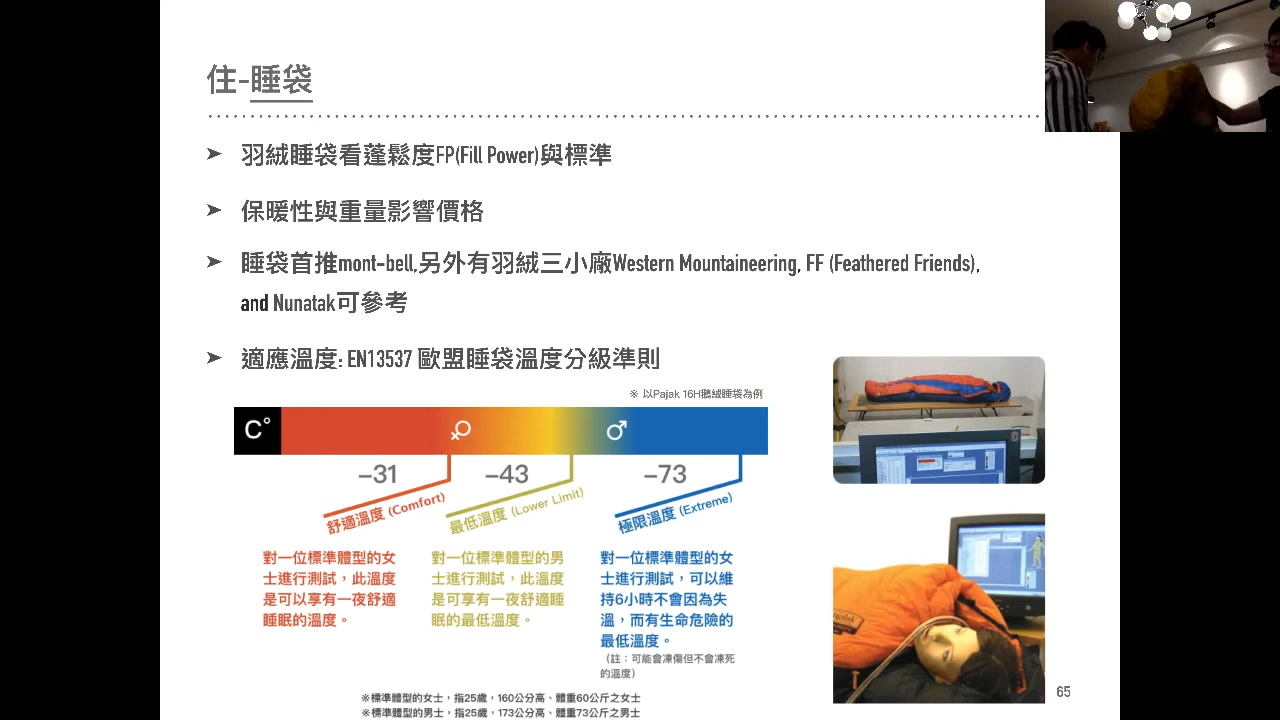 住-睡袋
➤ 羽絨睡袋看蓬鬆度FP(Fill Power)與標準
➤ 保暖性與重量影響價格
➤ 睡袋首推mont-bell,另外有羽絨三小廠Western Mountaineering, FF (Feathered Friends),
and Nunatak可參考
➤ 適應溫度: EN13537 歐盟睡袋溫度分級準則
※ 以Pajak 16H鵝絨睡袋為例
C° ♀ ♂
-31 -43 -73
舒適溫度 (Comfort) 最低溫度 (Lower Limit) 極限溫度 (Extreme)
對一位標準體型的女
士進行測試,此溫度
是可以享有一夜舒適
睡眠的溫度。
對一位標準體型的男
士進行測試,此溫度
是可享有一夜舒適睡
眠的最低溫度。
對一位標準體型的女
士進行測試,可以維
持6小時不會因為失
溫,而有生命危險的
最低溫度。
(註:可能會凍傷但不會凍死
的溫度)
※標準體型的女士,指25歲,160公分高、體重60公斤之女士
※標準體型的男士,指25歲,173公分高、體重73公斤之男士
65